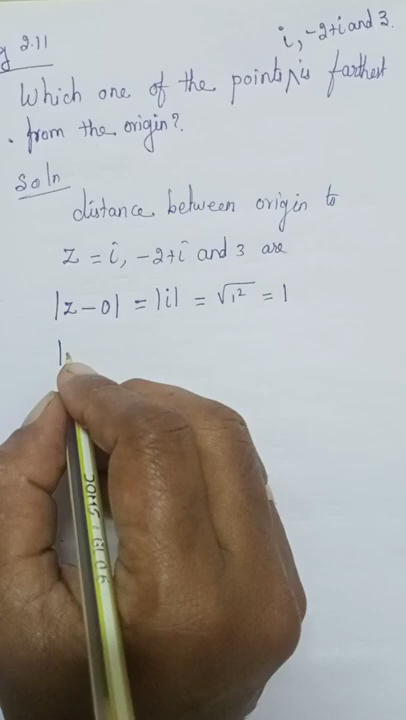 g 2.11
i, -2+i and 3.
Which one of the points ∧ is farthest
from the origin?
Soln
distance between origin to
z = i, -2+i and 3 are
|z-0| = |i| = √1² = 1
|